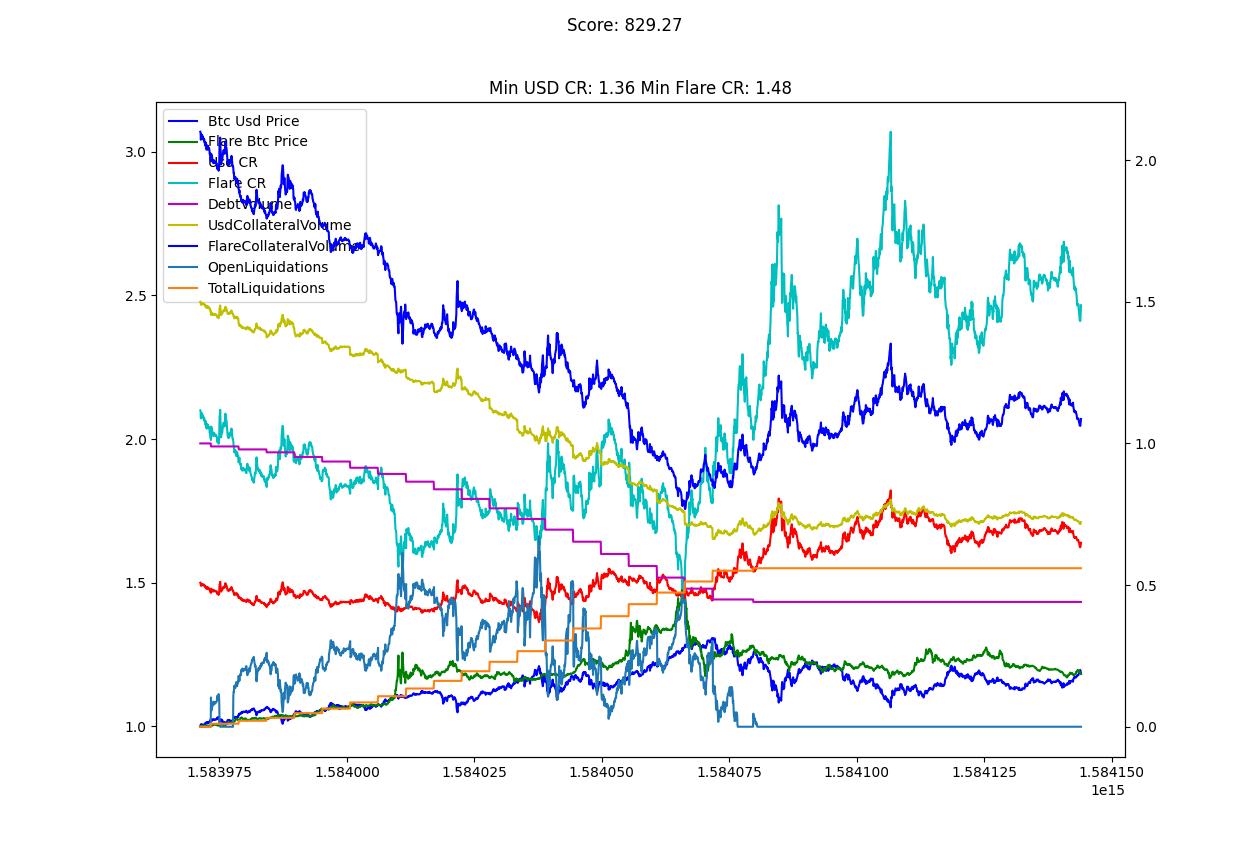 Score: 829.27
Min USD CR: 1.36 Min Flare CR: 1.48
Btc Usd Price
Flare Btc Price
Usd CR
Flare CR
DebtVolume
UsdCollateralVolume
FlareCollateralVolume
OpenLiquidations
TotalLiquidations
3.0
2.5
2.0
1.5
1.0
2.0
1.5
1.0
0.5
0.0
1.583975 1.584000 1.584025 1.584050 1.584075 1.584100 1.584125 1.584150
1e15